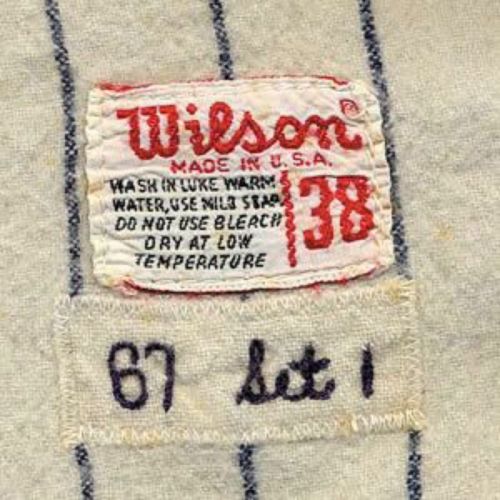 Wilson ®
MADE IN U.S.A.
WASH IN LUKE WARM
WATER, USE MILD SOAP
DO NOT USE BLEACH
DRY AT LOW
TEMPERATURE
38
67 Set 1